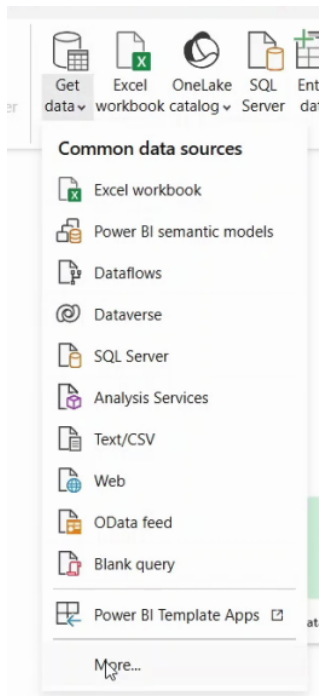 Get data
Excel workbook
OneLake catalog
SQL Server
Common data sources
Excel workbook
Power BI semantic models
Dataflows
Dataverse
SQL Server
Analysis Services
Text/CSV
Web
OData feed
Blank query
Power BI Template Apps
More...